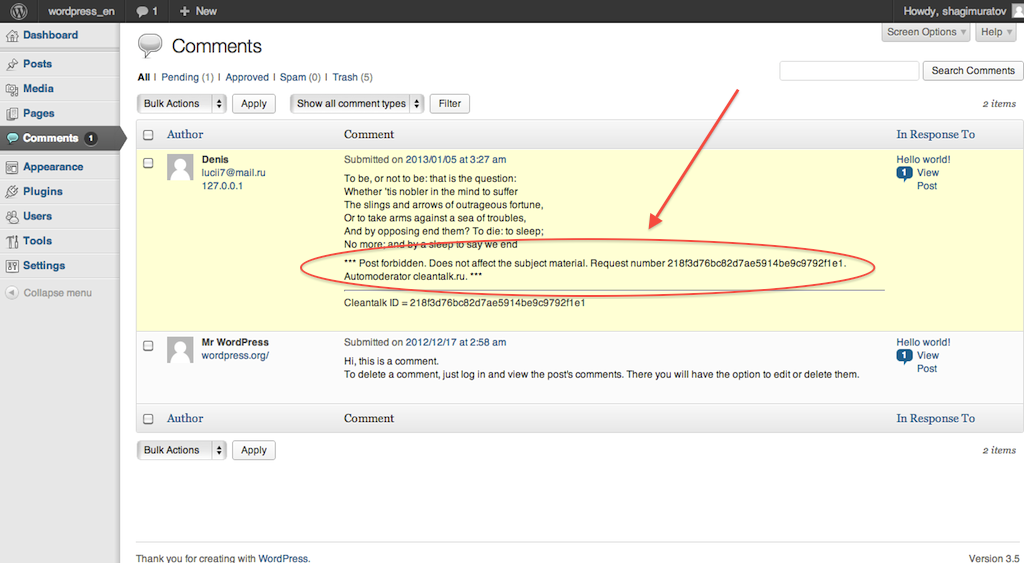 wordpress_en 1 + New Howdy, shagimuratov
Screen Options Help
Dashboard
Posts
Media
Pages
Comments 1
Appearance
Plugins
Users
Tools
Settings
Collapse menu
Comments
All | Pending (1) | Approved | Spam (0) | Trash (5)
Search Comments
Bulk Actions Apply Show all comment types Filter 2 items
Author Comment In Response To
Denis
lucii7@mail.ru
127.0.0.1
Submitted on 2013/01/05 at 3:27 am
To be, or not to be: that is the question:
Whether 'tis nobler in the mind to suffer
The slings and arrows of outrageous fortune,
Or to take arms against a sea of troubles,
And by opposing end them? To die: to sleep;
No more; and by a sleep to say we end
*** Post forbidden. Does not affect the subject material. Request number 218f3d76bc82d7ae5914be9c9792f1e1.
Automoderator cleantalk.ru. ***
Cleantalk ID = 218f3d76bc82d7ae5914be9c9792f1e1
Hello world!
1 View
Post
Mr WordPress
wordpress.org/
Submitted on 2012/12/17 at 2:58 am
Hi, this is a comment.
To delete a comment, just log in and view the post's comments. There you will have the option to edit or delete them.
Hello world!
1 View
Post
Author Comment In Response To
Bulk Actions Apply 2 items
Thank you for creating with WordPress. Version 3.5